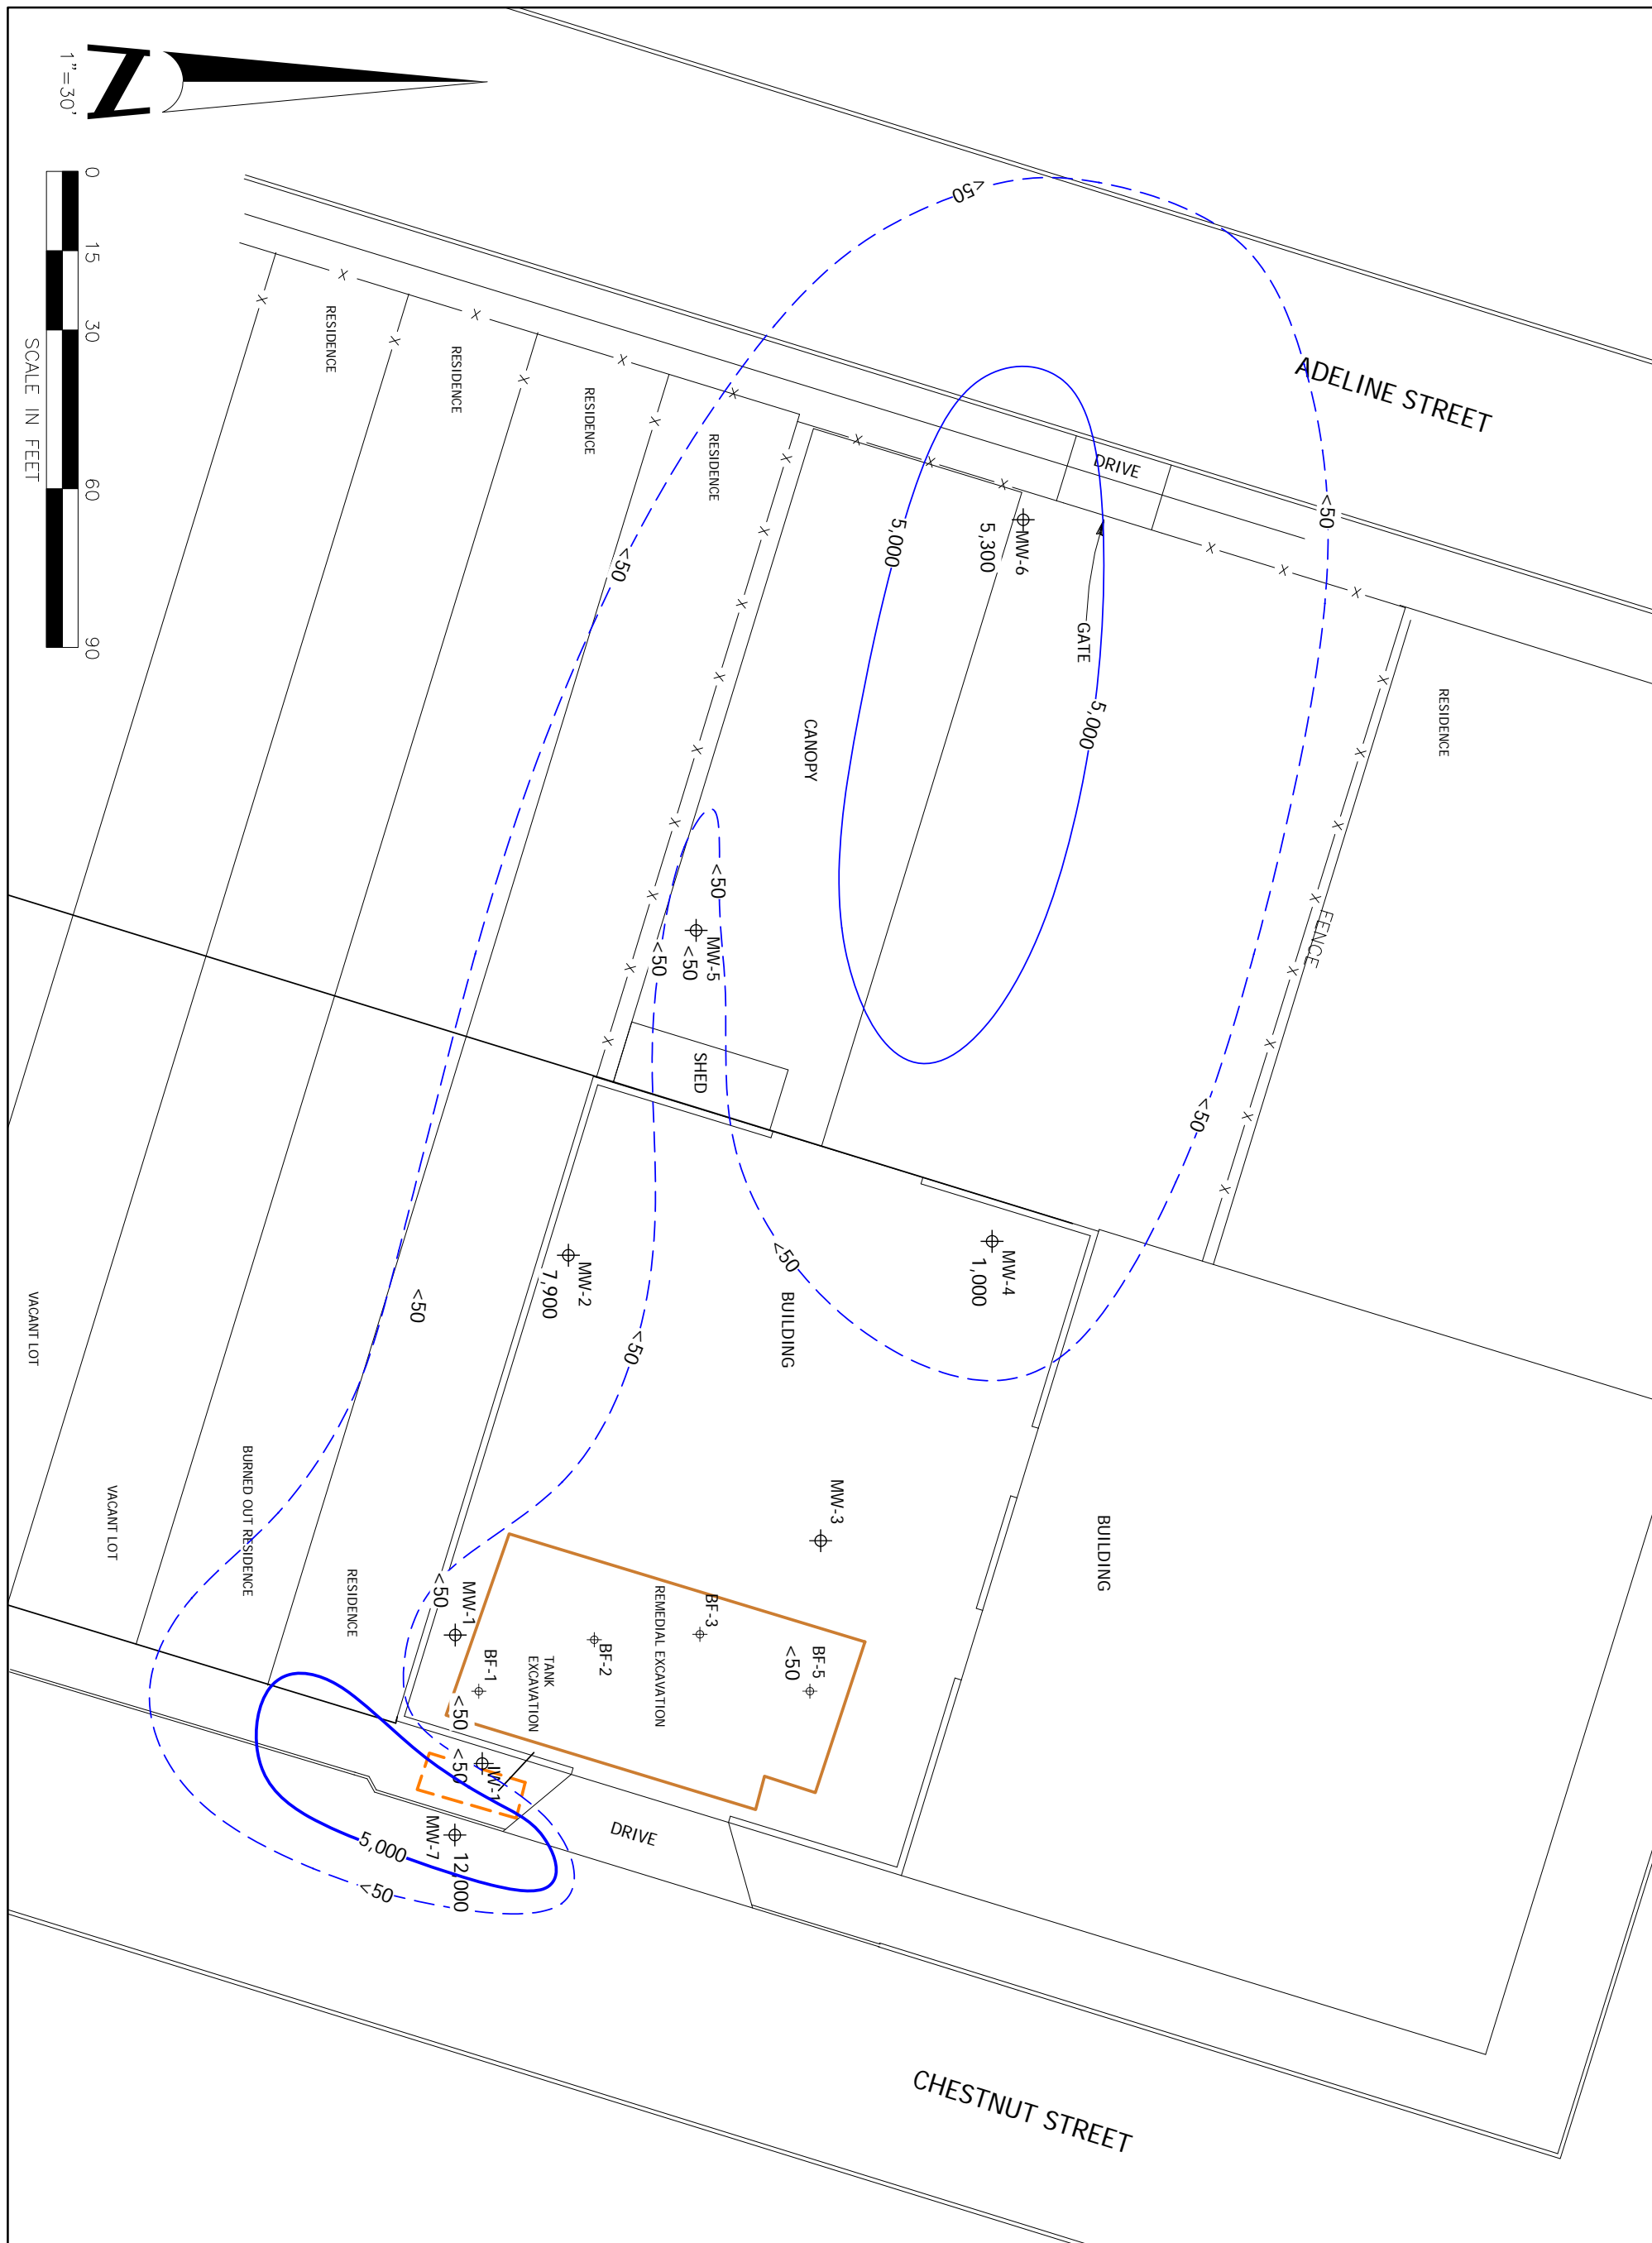 N
1"=30'
0
15
30
60
90
SCALE IN FEET
ADELINE STREET
<50
<50
DRIVE
RESIDENCE
RESIDENCE
RESIDENCE
RESIDENCE
MW-6
5,300
5,000
<50
GATE
5,000
RESIDENCE
CANOPY
<50
MW-5
<50
<50
FENCE
SHED
<50
MW-4
1,000
<50
MW-2
7,900
<50
BUILDING
<50
VACANT LOT
VACANT LOT
BURNED OUT RESIDENCE
RESIDENCE
MW-3
BUILDING
<50
MW-1
BF-1
BF-2
BF-3
BF-5
<50
REMEDIAL EXCAVATION
TANK
EXCAVATION
<50
<50
IW-1
MW-7
12,000
5,000
<50
DRIVE
CHESTNUT STREET